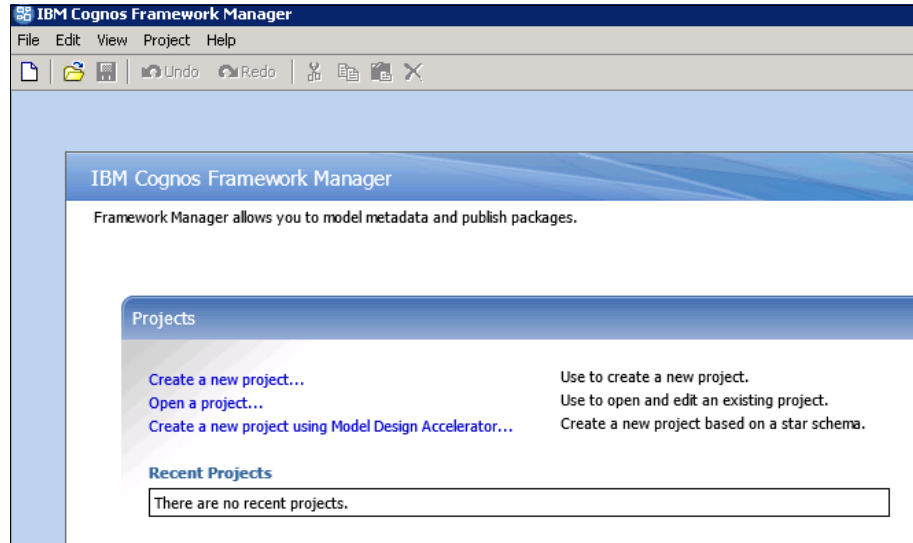 IBM Cognos Framework Manager
File Edit View Project Help
Undo Redo
IBM Cognos Framework Manager
Framework Manager allows you to model metadata and publish packages.
Projects
Create a new project... Use to create a new project.
Open a project... Use to open and edit an existing project.
Create a new project using Model Design Accelerator... Create a new project based on a star schema.
Recent Projects
There are no recent projects.